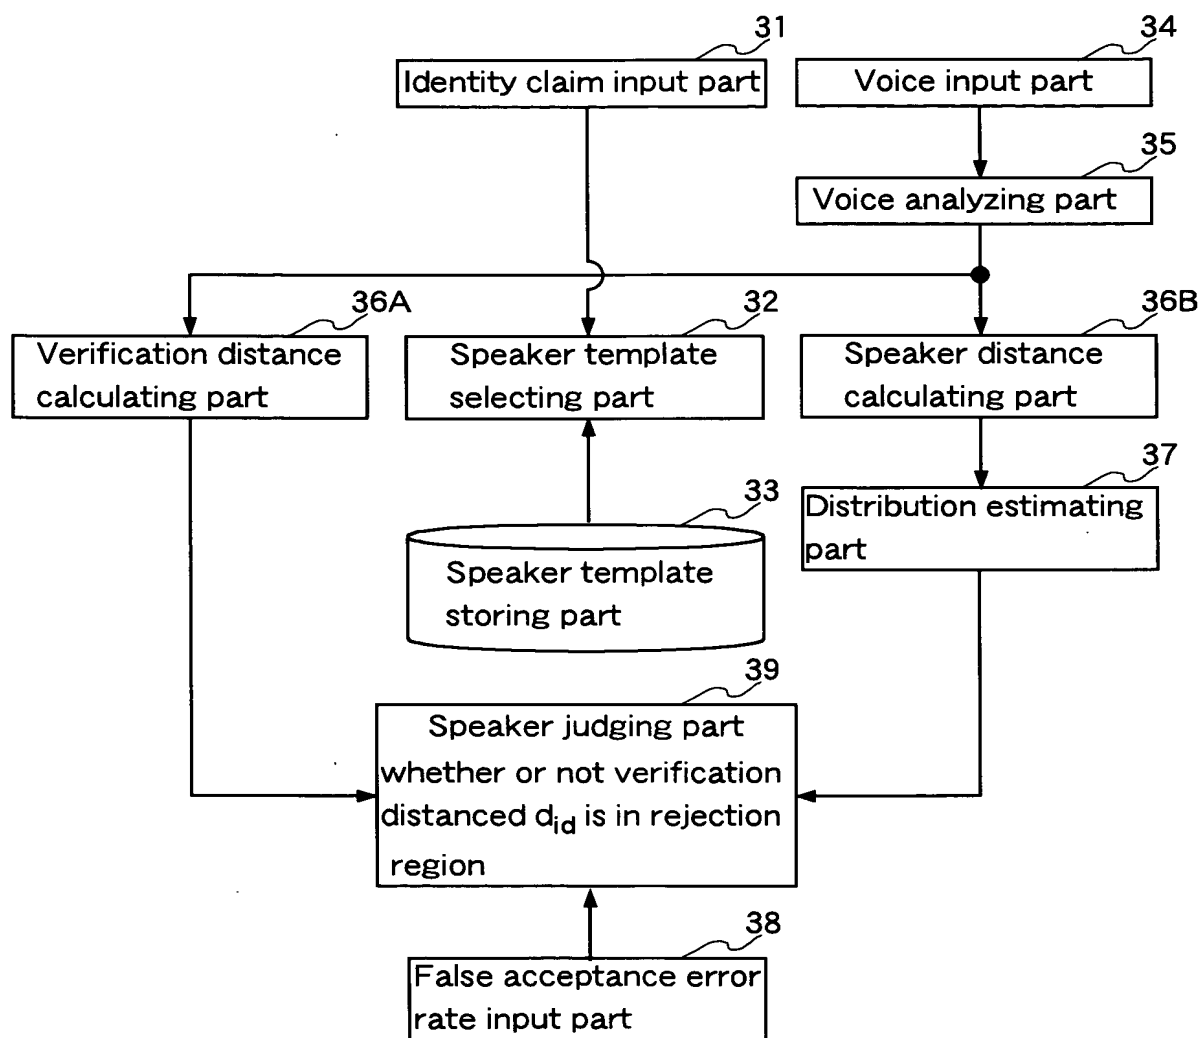 31
Identity claim input part
34
Voice input part
35
Voice analyzing part
36A
Verification distance
calculating part
32
Speaker template
selecting part
36B
Speaker distance
calculating part
33
Speaker template
storing part
37
Distribution estimating
part
39
Speaker judging part
whether or not verification
distanced d_id is in rejection
region
38
False acceptance error
rate input part